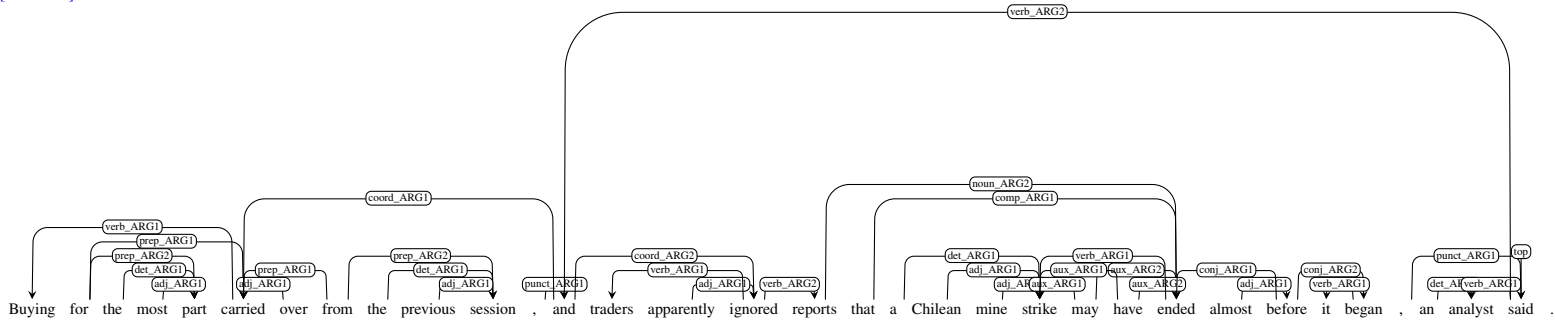 verb_ARG2
noun_ARG2
coord_ARG1 comp_ARG1
verb_ARG1
prep_ARG1
prep_ARG2 prep_ARG2 coord_ARG2 det_ARG1 verb_ARG1 punct_ARG1 top
det_ARG1 prep_ARG1 det_ARG1 verb_ARG1 adj_ARG1 aux_ARG1 aux_ARG2 conj_ARG1 conj_ARG2
adj_ARG1 adj_ARG1 adj_ARG1 punct_ARG1 adj_ARG1 verb_ARG2 aux_ARG1 aux_ARG2 adj_ARG1 verb_ARG1 verb_ARG1
Buying for the most part carried over from the previous session , and traders apparently ignored reports that a Chilean mine strike may have ended almost before it began , an analyst said .